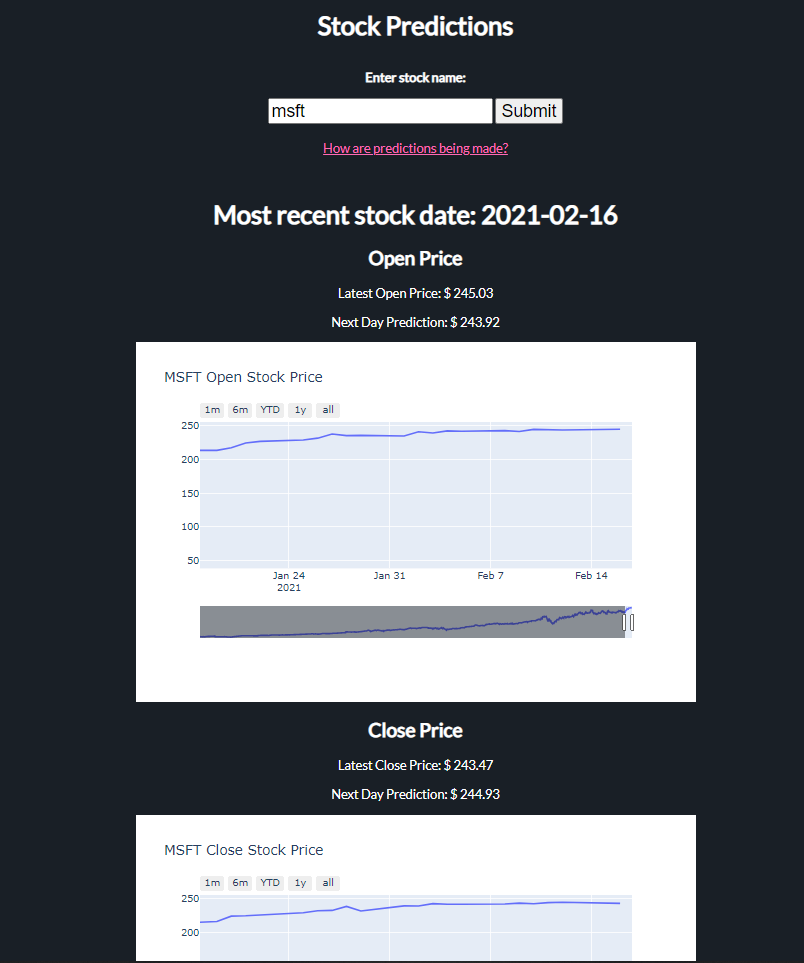 Stock Predictions
Enter stock name:
msft Submit
How are predictions being made?
Most recent stock date: 2021-02-16
Open Price
Latest Open Price: $ 245.03
Next Day Prediction: $ 243.92
MSFT Open Stock Price
1m 6m YTD 1y all
250
200
150
100
50
Jan 24 Jan 31 Feb 7 Feb 14
2021
Close Price
Latest Close Price: $ 243.47
Next Day Prediction: $ 244.93
MSFT Close Stock Price
1m 6m YTD 1y all
250
200